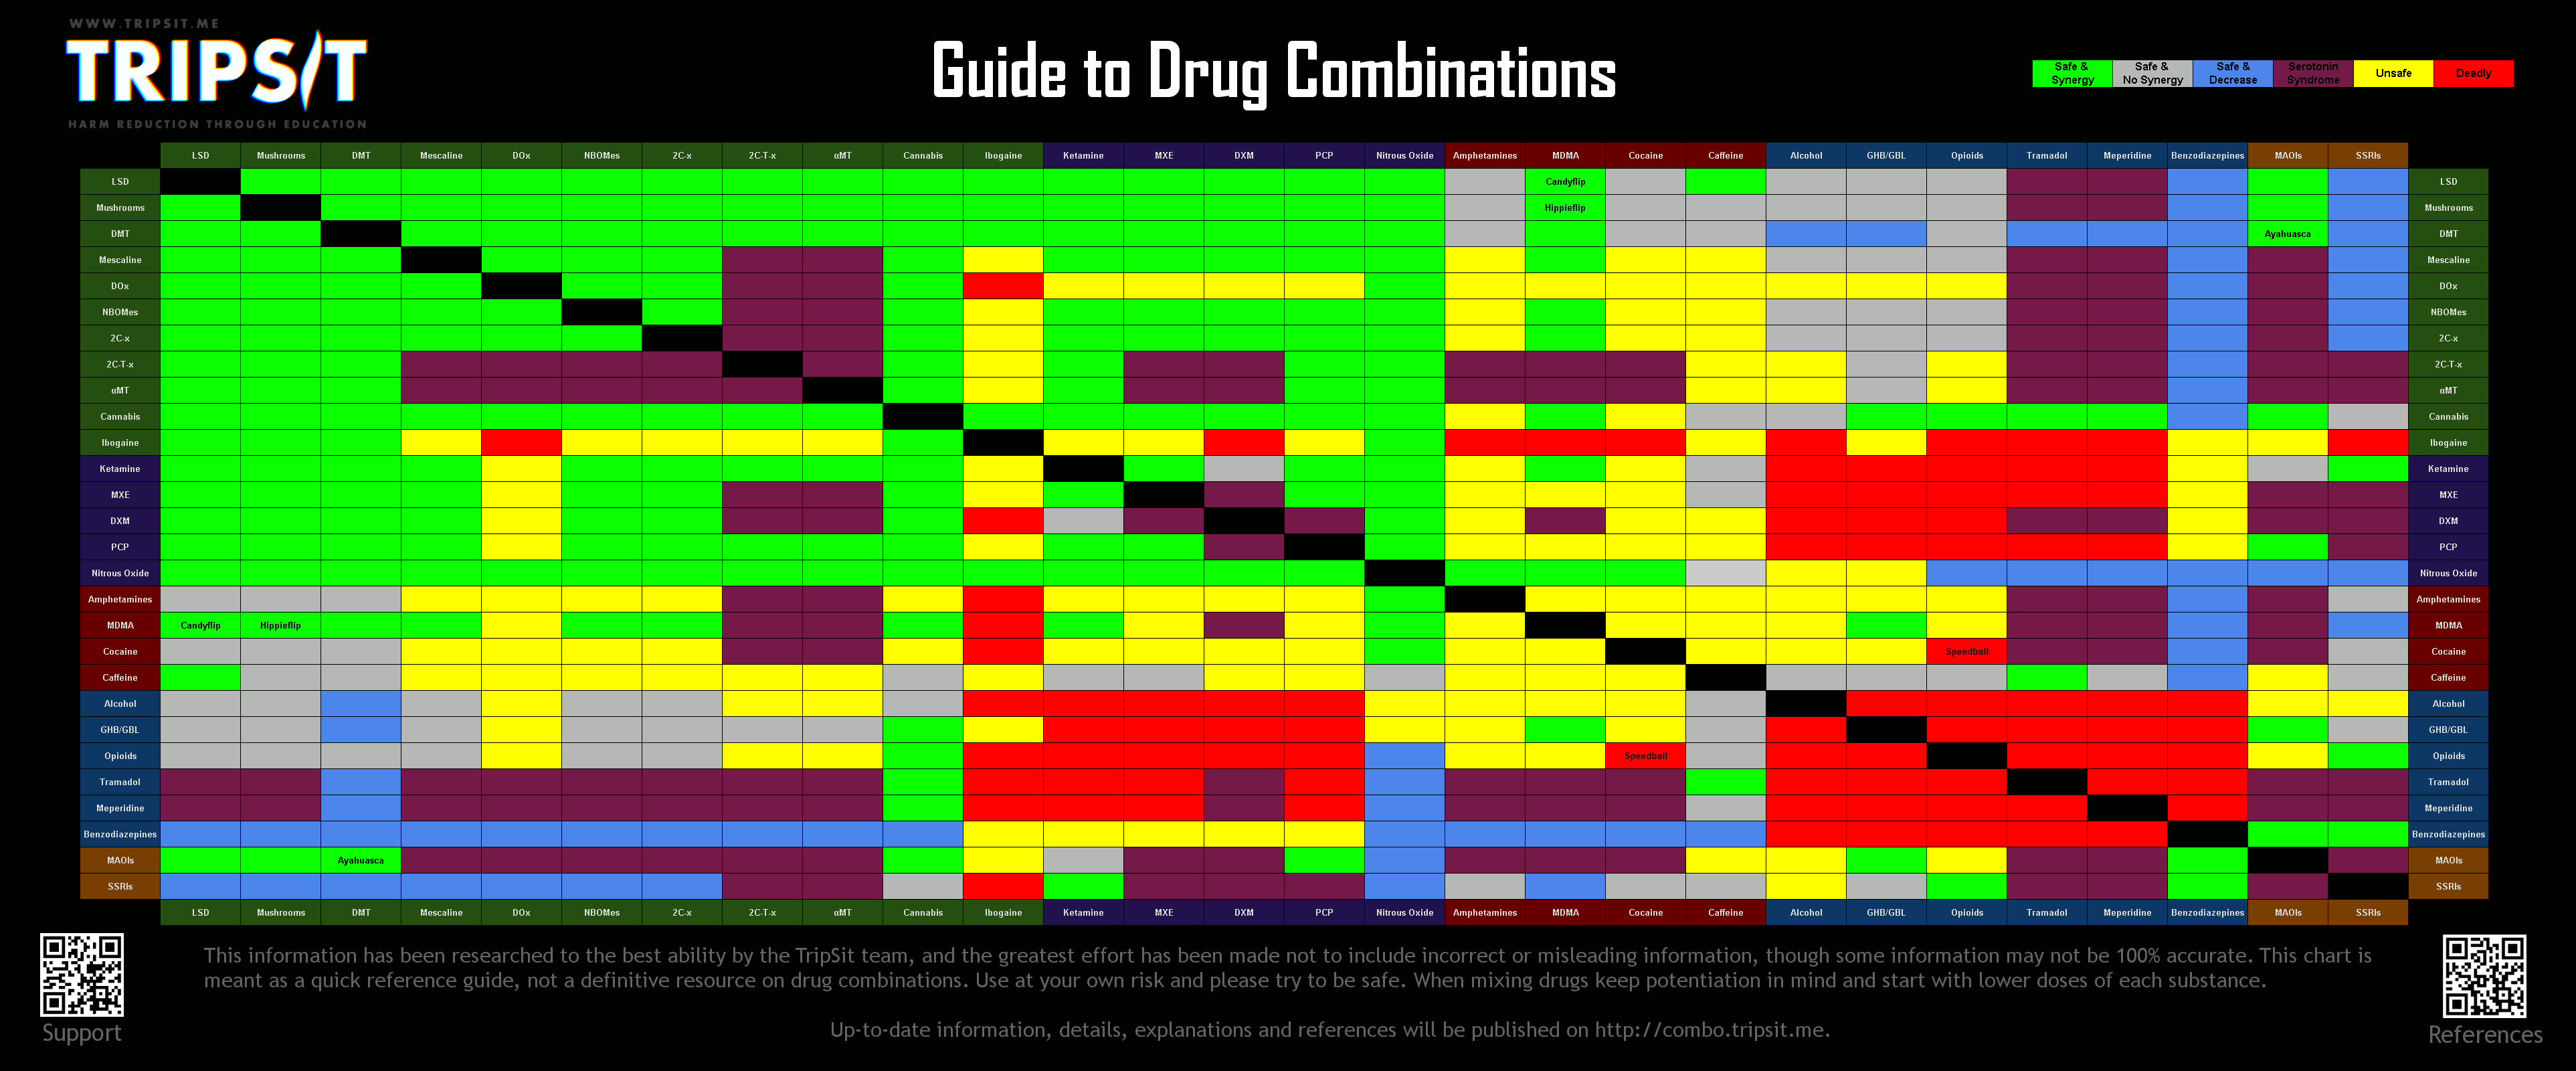 WWW.TRIPSIT.ME
TRIPSIT
HARM REDUCTION THROUGH EDUCATION
Guide to Drug Combinations
Safe & Synergy Safe & No Synergy Safe & Decrease Serotonin Syndrome Unsafe Deadly
LSD Mushrooms DMT Mescaline DOx NBOMes 2C-x 2C-T-x αMT Cannabis Ibogaine Ketamine MXE DXM PCP Nitrous Oxide Amphetamines MDMA Cocaine Caffeine Alcohol GHB/GBL Opioids Tramadol Meperidine Benzodiazepines MAOIs SSRIs
LSD Candyflip LSD
Mushrooms Hippieflip Mushrooms
DMT Ayahuasca DMT
Mescaline Mescaline
DOx DOx
NBOMes NBOMes
2C-x 2C-x
2C-T-x 2C-T-x
αMT αMT
Cannabis Cannabis
Ibogaine Ibogaine
Ketamine Ketamine
MXE MXE
DXM DXM
PCP PCP
Nitrous Oxide Nitrous Oxide
Amphetamines Amphetamines
MDMA Candyflip Hippieflip MDMA
Cocaine Speedball Cocaine
Caffeine Caffeine
Alcohol Alcohol
GHB/GBL GHB/GBL
Opioids Speedball Opioids
Tramadol Tramadol
Meperidine Meperidine
Benzodiazepines Benzodiazepines
MAOIs Ayahuasca MAOIs
SSRIs SSRIs
LSD Mushrooms DMT Mescaline DOx NBOMes 2C-x 2C-T-x αMT Cannabis Ibogaine Ketamine MXE DXM PCP Nitrous Oxide Amphetamines MDMA Cocaine Caffeine Alcohol GHB/GBL Opioids Tramadol Meperidine Benzodiazepines MAOIs SSRIs
This information has been researched to the best ability by the TripSit team, and the greatest effort has been made not to include incorrect or misleading information, though some information may not be 100% accurate. This chart is
meant as a quick reference guide, not a definitive resource on drug combinations. Use at your own risk and please try to be safe. When mixing drugs keep potentiation in mind and start with lower doses of each substance.
Up-to-date information, details, explanations and references will be published on http://combo.tripsit.me.
Support
References